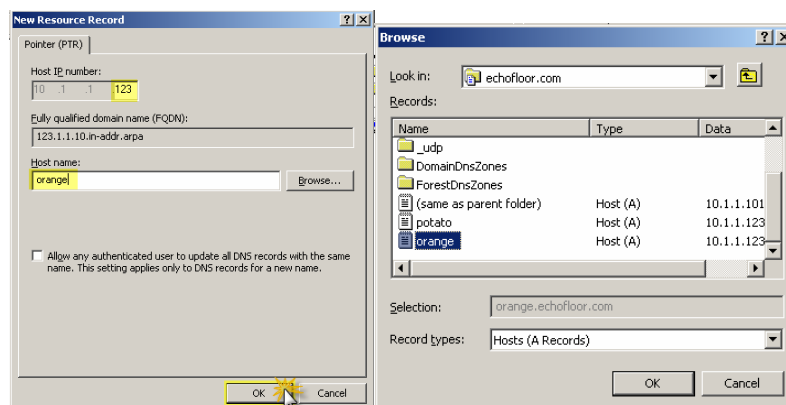 New Resource Record
Pointer (PTR)
Host IP number:
10 .1 .1 123
Fully qualified domain name (FQDN):
123.1.1.10.in-addr.arpa
Host name:
orange
Browse...
Allow any authenticated user to update all DNS records with the same
name. This setting applies only to DNS records for a new name.
OK Cancel
Browse
Look in: echofloor.com
Records:
Name Type Data
_udp
DomainDnsZones
ForestDnsZones
(same as parent folder) Host (A) 10.1.1.101
potato Host (A) 10.1.1.123
orange Host (A) 10.1.1.123
Selection: orange.echofloor.com
Record types: Hosts (A Records)
OK Cancel